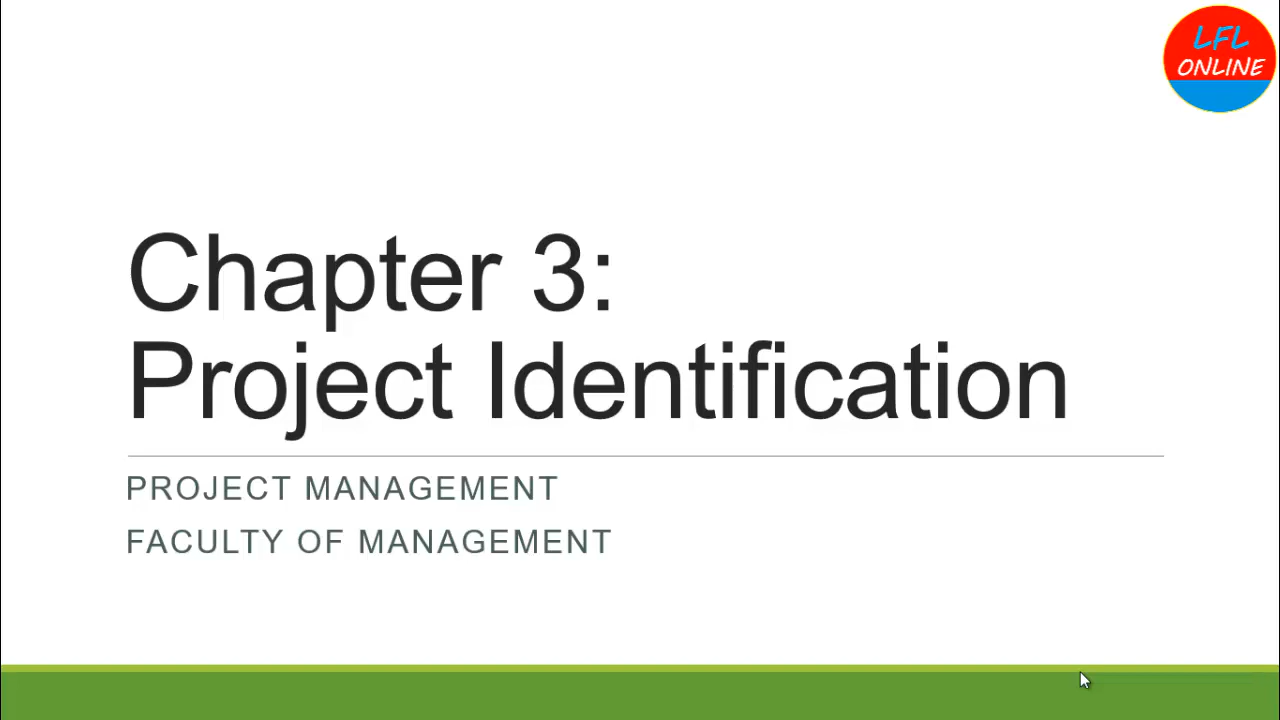 LFL
ONLINE
Chapter 3:
Project Identification
PROJECT MANAGEMENT
FACULTY OF MANAGEMENT